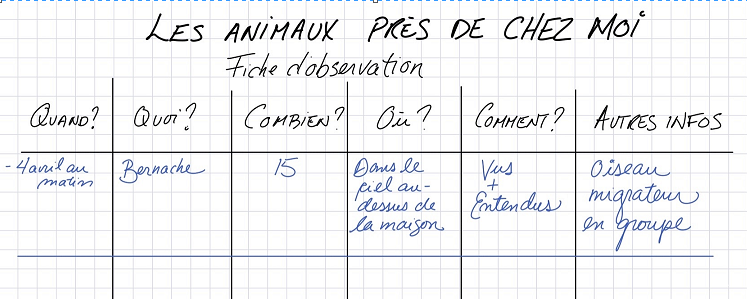 LES ANIMAUX PRÈS DE CHEZ MOI
Fiche d'observation
QUAND? QUOI? COMBIEN? OÙ? COMMENT? AUTRES INFOS
- 4 avril au matin
Bernache
15
Dans le
ciel au-
dessus de
la maison
Vus
+
Entendus
Oiseau
migrateur
en groupe